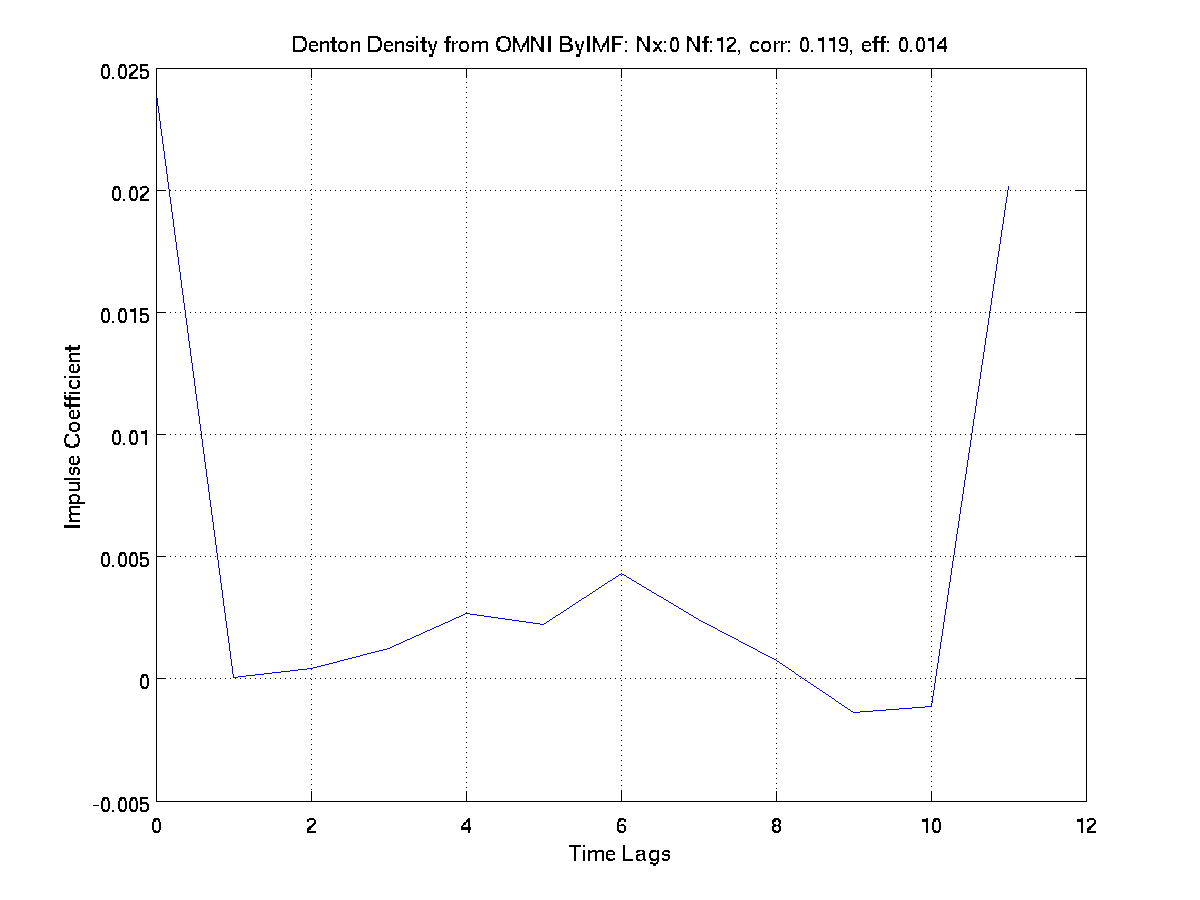 Denton Density from OMNI ByIMF: Nx:0 Nf:12, corr: 0.119, eff: 0.014
0.025
0.02
0.015
0.01
0.005
0
-0.005
Impulse Coefficient
0 2 4 6 8 10 12
Time Lags